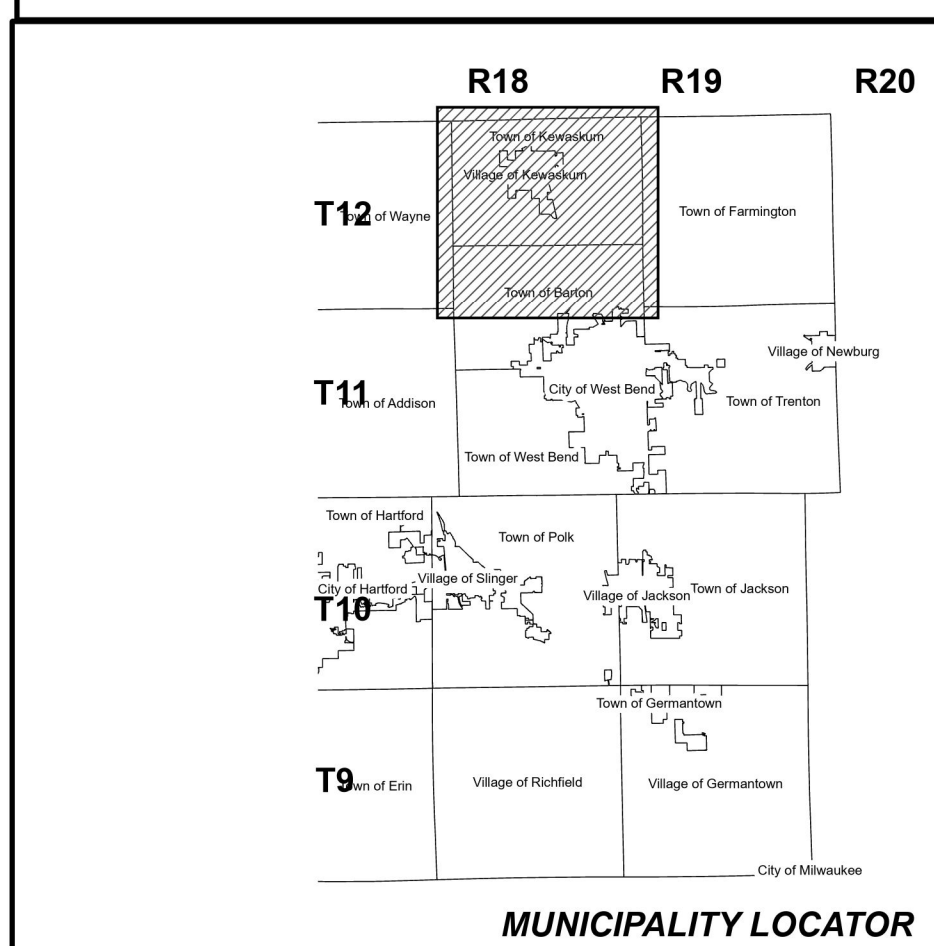 R18 R19 R20
Town of Kewaskum
Village of Kewaskum
T12
Town of Wayne
Town of Farmington
Town of Barton
Village of Newburg
T11
Town of Addison
City of West Bend
Town of Trenton
Town of West Bend
Town of Hartford
Town of Polk
City of Hartford
Village of Slinger
Village of Jackson
Town of Jackson
T10
Town of Germantown
T9
Town of Erin
Village of Richfield
Village of Germantown
City of Milwaukee
MUNICIPALITY LOCATOR